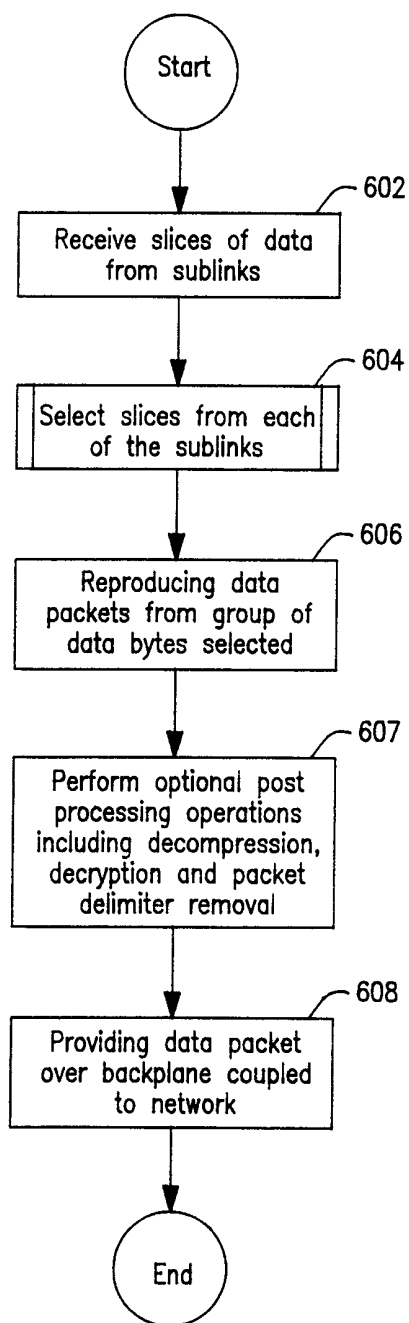 Start
602
Receive slices of data
from sublinks
604
Select slices from each
of the sublinks
606
Reproducing data
packets from group of
data bytes selected
607
Perform optional post
processing operations
including decompression,
decryption and packet
delimiter removal
608
Providing data packet
over backplane coupled
to network
End